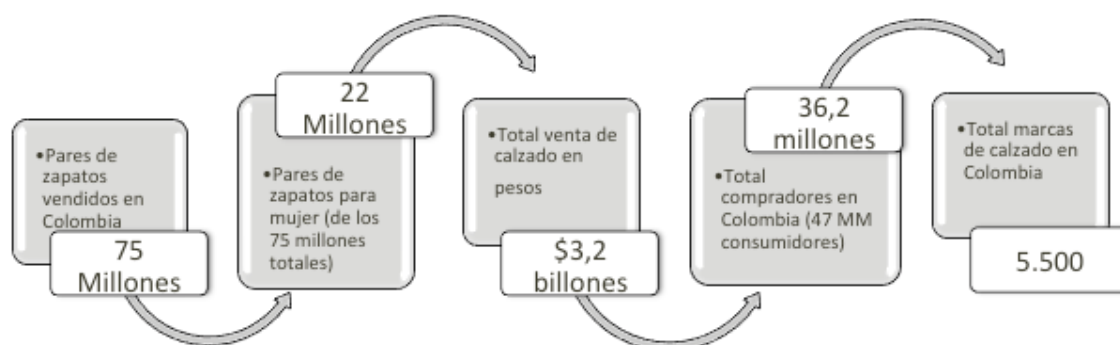 •Pares de
zapatos
vendidos en
Colombia
75
Millones
22
Millones
•Pares de
zapatos para
mujer (de los
75 millones
totales)
•Total venta de
calzado en
pesos
$3,2
billones
36,2
millones
•Total
compradores en
Colombia (47 MM
consumidores)
•Total marcas
de calzado en
Colombia
5.500